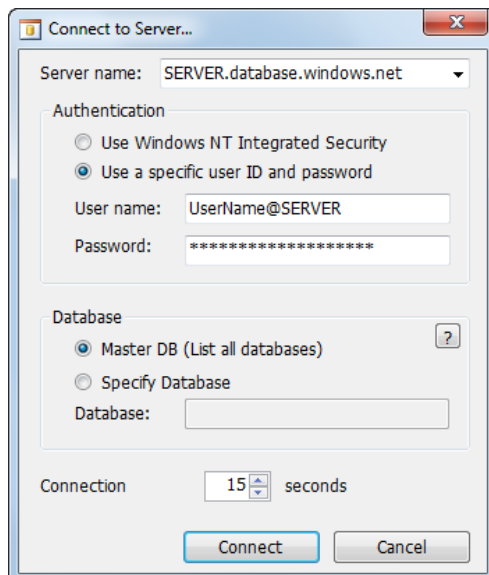 Connect to Server...
Server name: SERVER.database.windows.net
Authentication
Use Windows NT Integrated Security
Use a specific user ID and password
User name: UserName@SERVER
Password: *******************
Database
?
Master DB (List all databases)
Specify Database
Database:
Connection 15 seconds
Connect Cancel